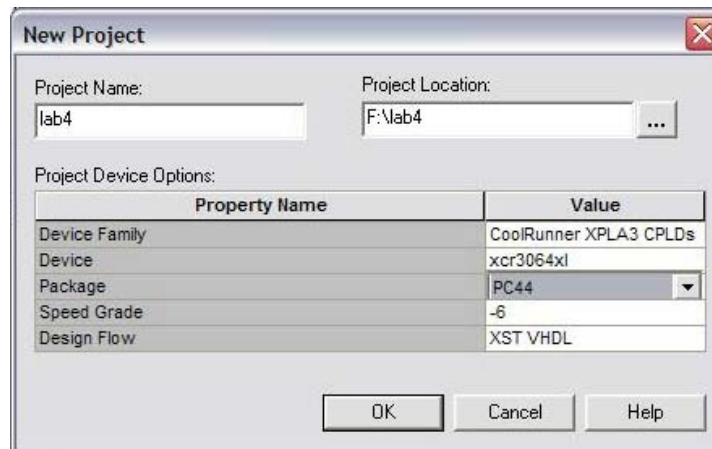 New Project
Project Name:
lab4
Project Location:
F:\lab4
...
Project Device Options:
Property Name Value
Device Family CoolRunner XPLA3 CPLDs
Device xcr3064xl
Package PC44
Speed Grade -6
Design Flow XST VHDL
OK Cancel Help